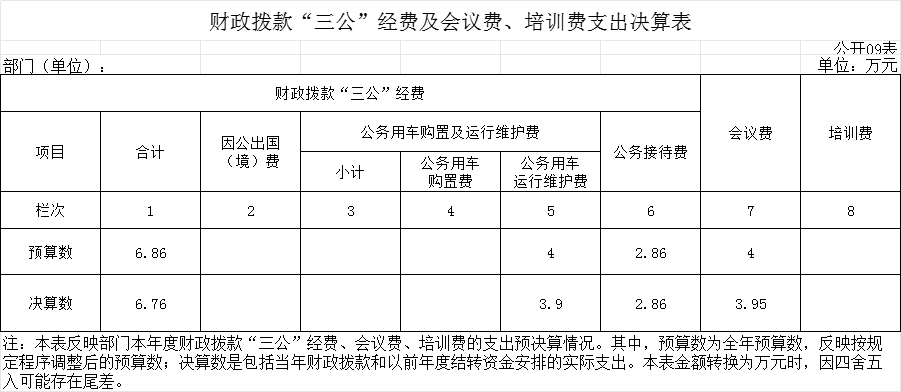 财政拨款“三公”经费及会议费、培训费支出决算表
公开09表
部门（单位）： 单位：万元
财政拨款“三公”经费
项目 合计 因公出国（境）费 公务用车购置及运行维护费 公务接待费 会议费 培训费
小计 公务用车购置费 公务用车运行维护费
栏次 1 2 3 4 5 6 7 8
预算数 6.86 4 2.86 4
决算数 6.76 3.9 2.86 3.95
注：本表反映部门本年度财政拨款“三公”经费、会议费、培训费的支出预决算情况。其中，预算数为全年预算数，反映按规
定程序调整后的预算数；决算数是包括当年财政拨款和以前年度结转资金安排的实际支出。本表金额转换为万元时，因四舍五
入可能存在尾差。